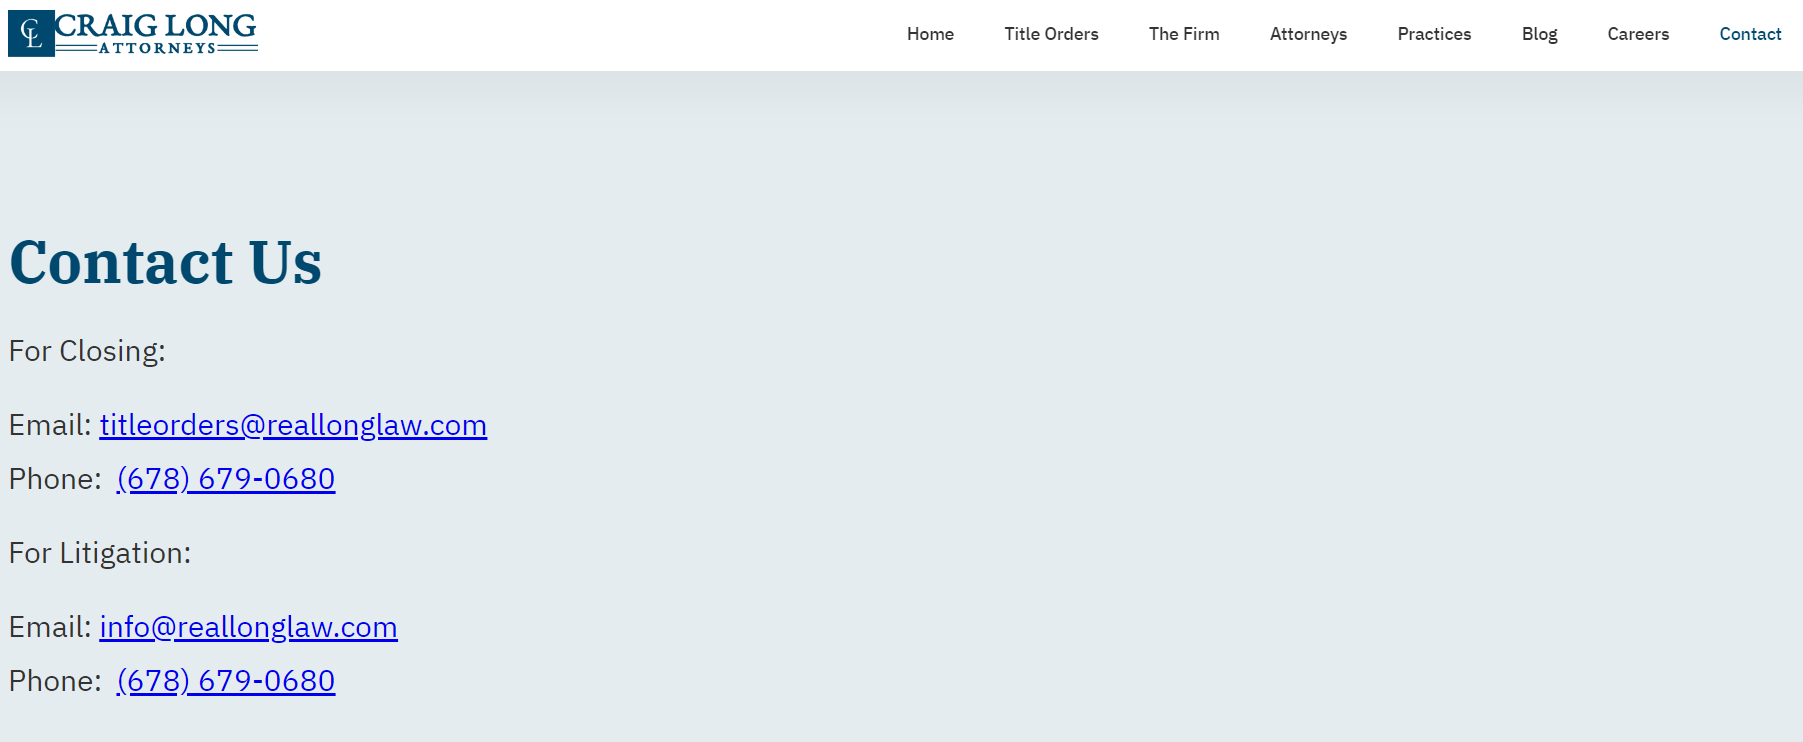 CL CRAIG LONG
ATTORNEYS
Home Title Orders The Firm Attorneys Practices Blog Careers Contact
Contact Us
For Closing:
Email: titleorders@reallonglaw.com
Phone: (678) 679-0680
For Litigation:
Email: info@reallonglaw.com
Phone: (678) 679-0680